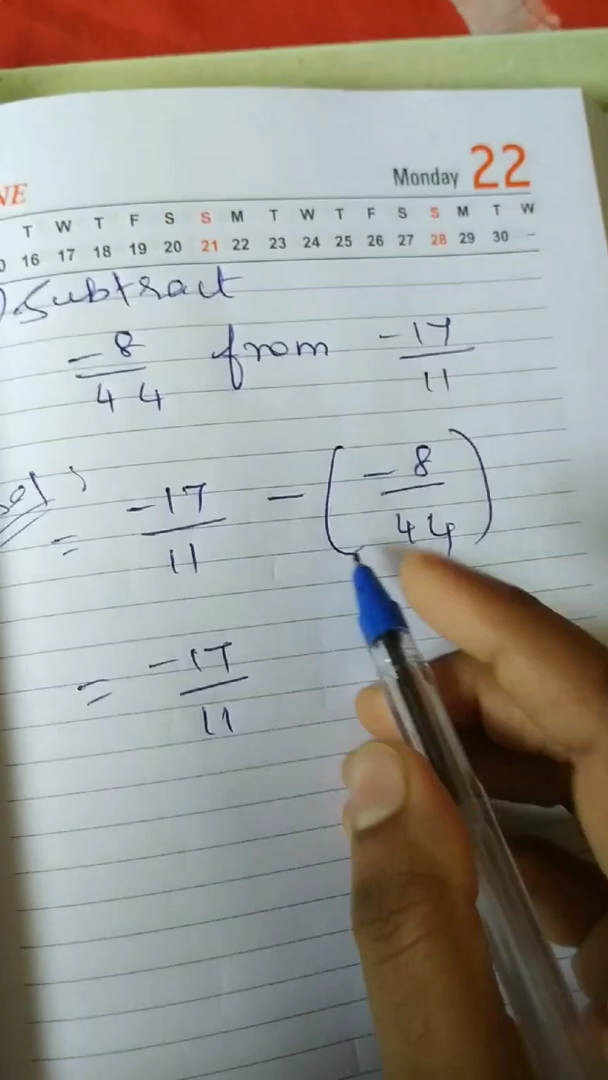 NE Monday 22
T W T F S S M T W T F S S M T W
16 17 18 19 20 21 22 23 24 25 26 27 28 29 30 –
) Subtract
-8/44 from -17/11
Sol:
= -17/11 - (-8/44)
= -17/11